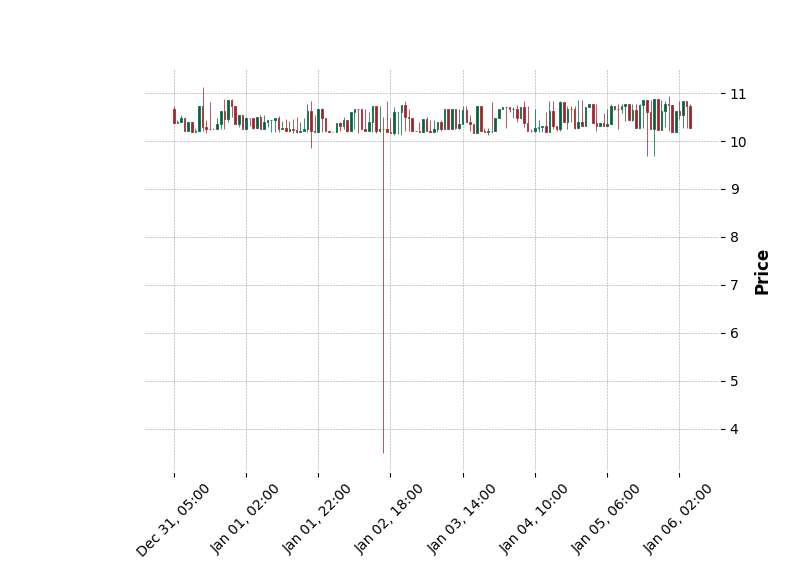 11
10
9
8
7
6
5
4
Price
Dec 31, 05:00
Jan 01, 02:00
Jan 01, 22:00
Jan 02, 18:00
Jan 03, 14:00
Jan 04, 10:00
Jan 05, 06:00
Jan 06, 02:00